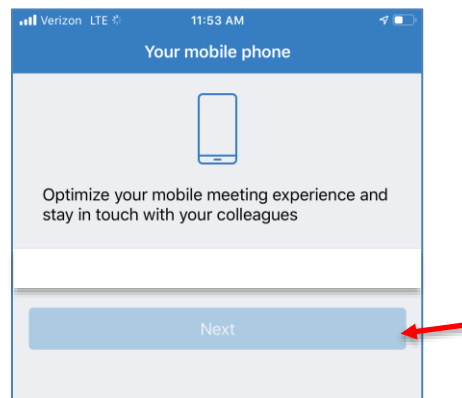 Verizon LTE 11:53 AM
Your mobile phone
Optimize your mobile meeting experience and
stay in touch with your colleagues
Next